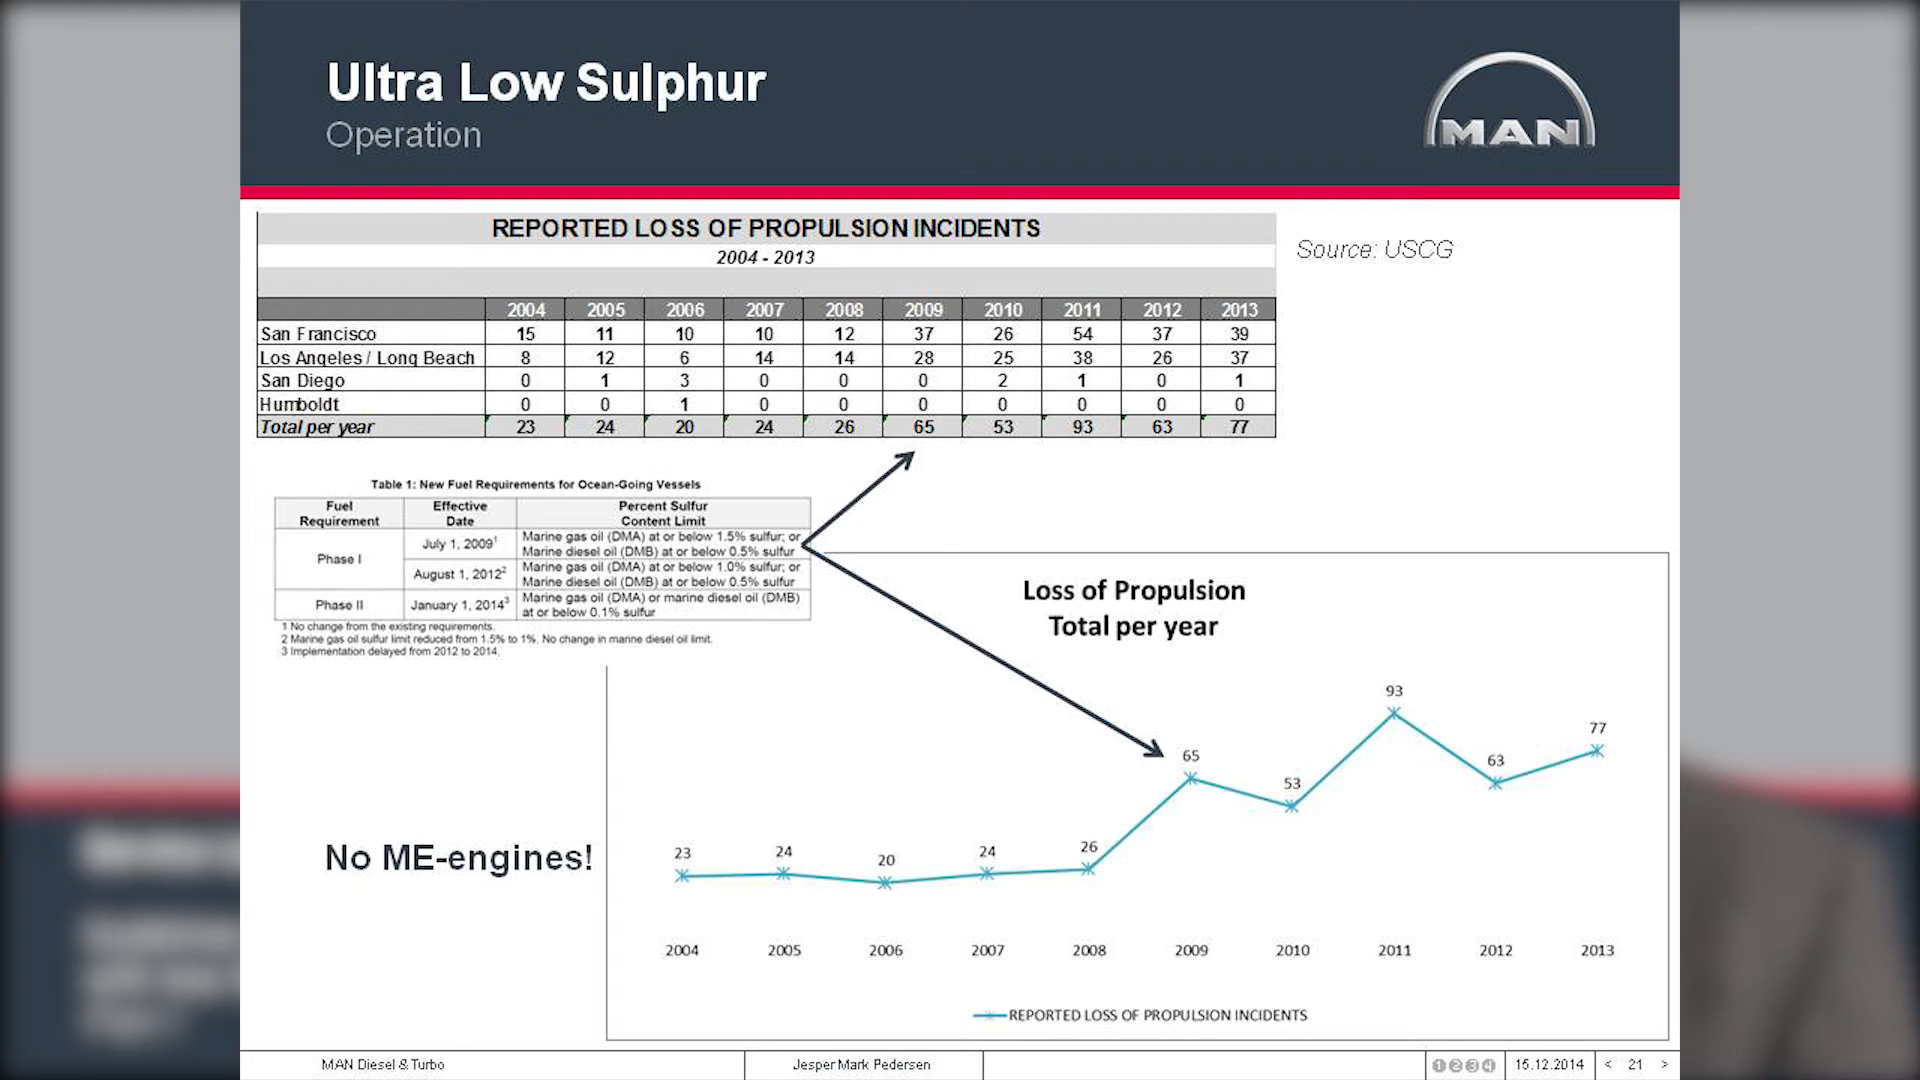 Ultra Low Sulphur
Operation
MAN
REPORTED LOSS OF PROPULSION INCIDENTS
2004 - 2013
Source: USCG
2004 2005 2006 2007 2008 2009 2010 2011 2012 2013
San Francisco 15 11 10 10 12 37 26 54 37 39
Los Angeles / Long Beach 8 12 6 14 14 28 25 38 26 37
San Diego 0 1 3 0 0 0 2 1 0 1
Humboldt 0 0 1 0 0 0 0 0 0 0
Total per year 23 24 20 24 26 65 53 93 63 77
Table 1: New Fuel Requirements for Ocean-Going Vessels
Fuel Requirement Effective Date Percent Sulfur Content Limit
Phase I July 1, 2009¹ Marine gas oil (DMA) at or below 1.5% sulfur; or
Marine diesel oil (DMB) at or below 0.5% sulfur
August 1, 2012² Marine gas oil (DMA) at or below 1.0% sulfur; or
Marine diesel oil (DMB) at or below 0.5% sulfur
Phase II January 1, 2014³ Marine gas oil (DMA) or marine diesel oil (DMB)
at or below 0.1% sulfur
1 No change from the existing requirements.
2 Marine gas oil sulfur limit reduced from 1.5% to 1%. No change in marine diesel oil limit.
3 Implementation delayed from 2012 to 2014.
Loss of Propulsion
Total per year
23 24 20 24 26 65 53 93 63 77
No ME-engines!
2004 2005 2006 2007 2008 2009 2010 2011 2012 2013
REPORTED LOSS OF PROPULSION INCIDENTS
MAN Diesel & Turbo
Jesper Mark Pedersen
1 2 3 4
15.12.2014
< 21 >